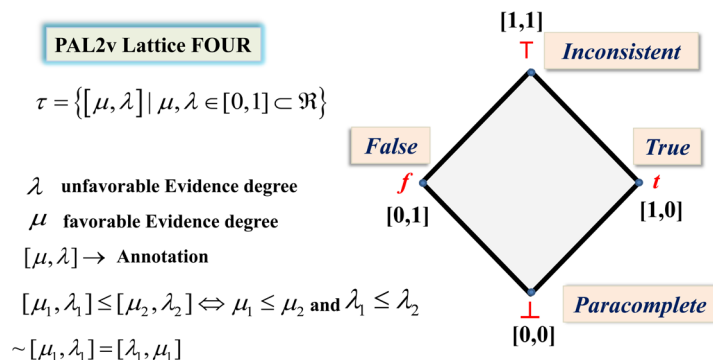 PAL2v Lattice FOUR
τ = {[μ, λ] | μ, λ ∈ [0,1] ⊂ ℜ}
λ unfavorable Evidence degree
μ favorable Evidence degree
[μ, λ] → Annotation
[μ₁, λ₁] ≤ [μ₂, λ₂] ⇔ μ₁ ≤ μ₂ and λ₁ ≤ λ₂
~ [μ₁, λ₁] = [λ₁, μ₁]
[1,1]
⊤ Inconsistent
False True
f t
[0,1] [1,0]
⊥ Paracomplete
[0,0]